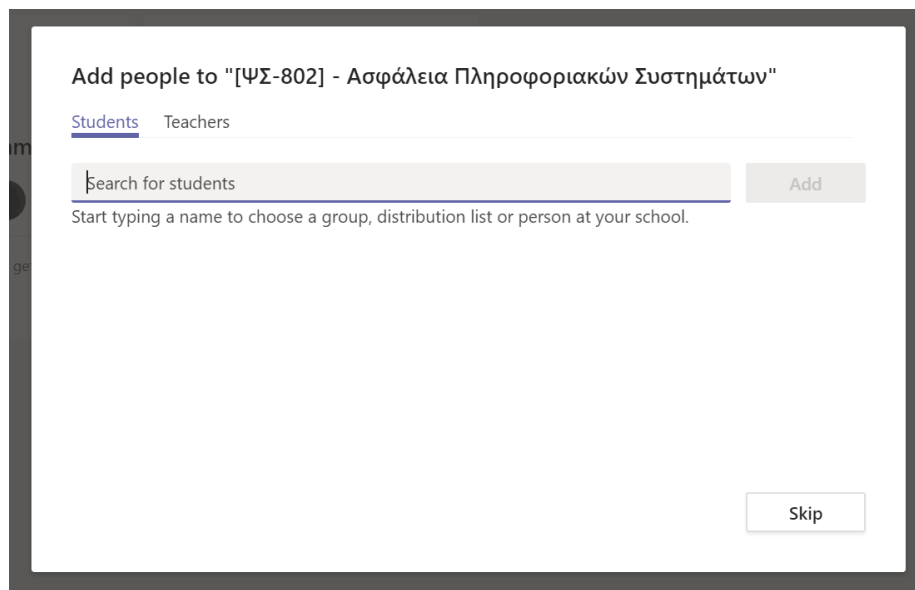 Add people to "[ΨΣ-802] - Ασφάλεια Πληροφοριακών Συστημάτων"
Students Teachers
Search for students Add
Start typing a name to choose a group, distribution list or person at your school.
Skip